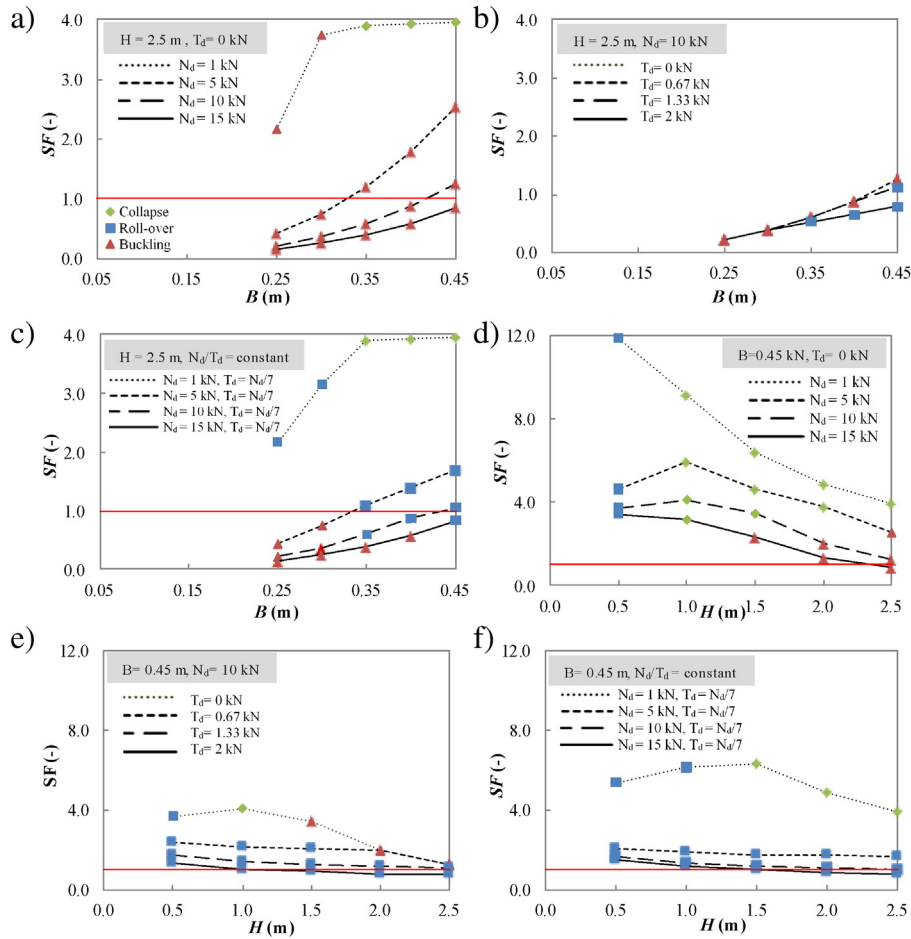 a)
H = 2.5 m , Td= 0 kN
Nd= 1 kN
Nd= 5 kN
Nd= 10 kN
Nd= 15 kN
Collapse
Roll-over
Buckling
SF (-)
4.0
3.0
2.0
1.0
0.0
0.05
0.15
0.25
0.35
0.45
B (m)
b)
H = 2.5 m, Nd= 10 kN
Td= 0 kN
Td= 0.67 kN
Td= 1.33 kN
Td= 2 kN
SF (-)
4.0
3.0
2.0
1.0
0.0
0.05
0.15
0.25
0.35
0.45
B (m)
c)
H = 2.5 m, Nd/Td = constant
Nd= 1 kN, Td= Nd/7
Nd= 5 kN, Td= Nd/7
Nd= 10 kN, Td= Nd/7
Nd= 15 kN, Td= Nd/7
SF (-)
4.0
3.0
2.0
1.0
0.0
0.05
0.15
0.25
0.35
0.45
B (m)
d)
B=0.45 kN, Td= 0 kN
Nd= 1 kN
Nd= 5 kN
Nd= 10 kN
Nd= 15 kN
SF (-)
12.0
8.0
4.0
0.0
0.0
0.5
1.0
1.5
2.0
2.5
H (m)
e)
B= 0.45 m, Nd= 10 kN
Td= 0 kN
Td= 0.67 kN
Td= 1.33 kN
Td= 2 kN
SF (-)
12.0
8.0
4.0
0.0
0.0
0.5
1.0
1.5
2.0
2.5
H (m)
f)
B= 0.45 m, Nd/Td = constant
Nd= 1 kN, Td= Nd/7
Nd= 5 kN, Td= Nd/7
Nd= 10 kN, Td= Nd/7
Nd= 15 kN, Td= Nd/7
SF (-)
12.0
8.0
4.0
0.0
0.0
0.5
1.0
1.5
2.0
2.5
H (m)